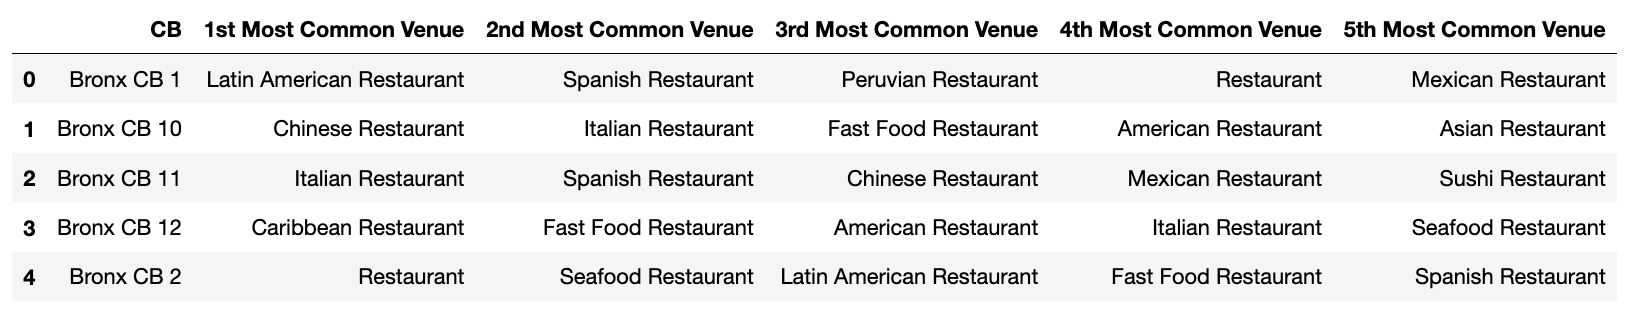 CB 1st Most Common Venue 2nd Most Common Venue 3rd Most Common Venue 4th Most Common Venue 5th Most Common Venue
0 Bronx CB 1 Latin American Restaurant Spanish Restaurant Peruvian Restaurant Restaurant Mexican Restaurant
1 Bronx CB 10 Chinese Restaurant Italian Restaurant Fast Food Restaurant American Restaurant Asian Restaurant
2 Bronx CB 11 Italian Restaurant Spanish Restaurant Chinese Restaurant Mexican Restaurant Sushi Restaurant
3 Bronx CB 12 Caribbean Restaurant Fast Food Restaurant American Restaurant Italian Restaurant Seafood Restaurant
4 Bronx CB 2 Restaurant Seafood Restaurant Latin American Restaurant Fast Food Restaurant Spanish Restaurant